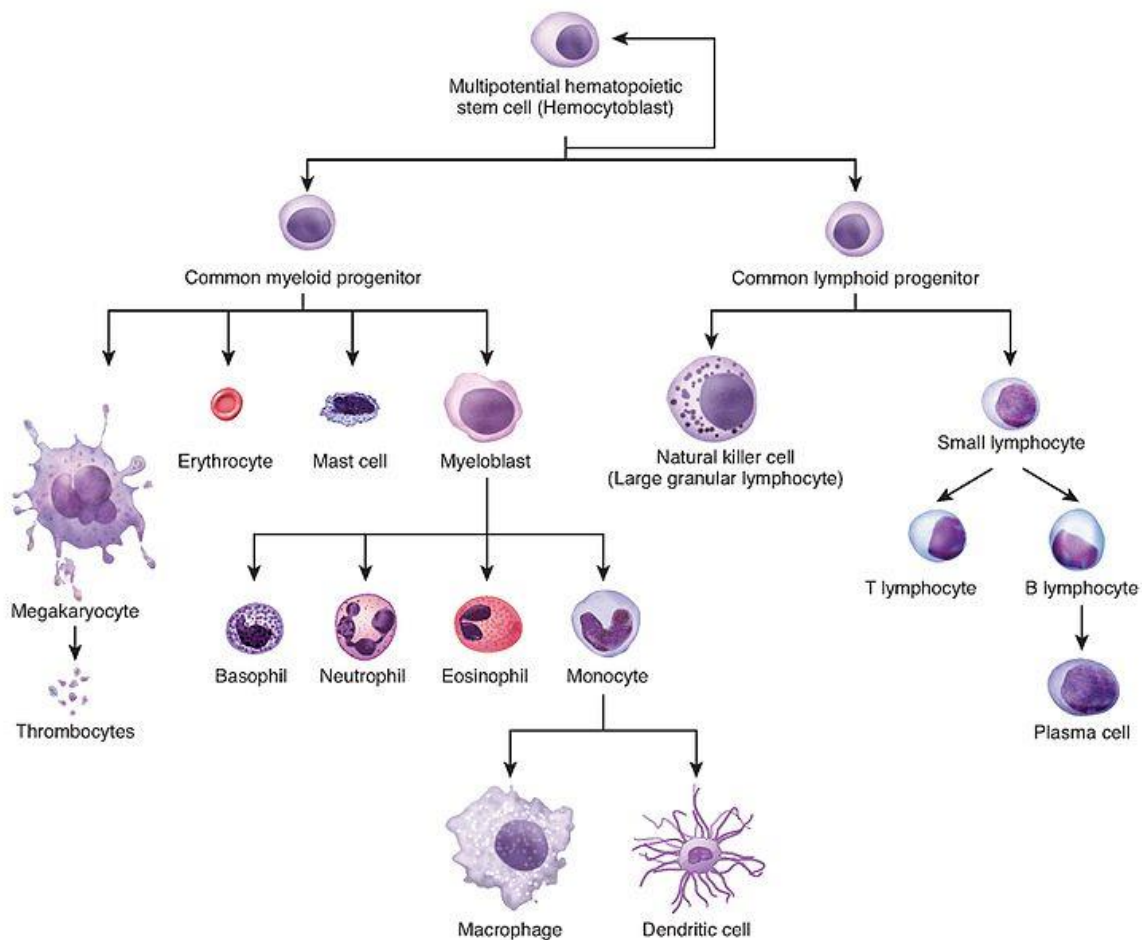 Multipotential hematopoietic
stem cell (Hemocytoblast)
Common myeloid progenitor
Common lymphoid progenitor
Erythrocyte
Mast cell
Myeloblast
Natural killer cell
(Large granular lymphocyte)
Small lymphocyte
Megakaryocyte
T lymphocyte
B lymphocyte
Basophil
Neutrophil
Eosinophil
Monocyte
Thrombocytes
Plasma cell
Macrophage
Dendritic cell